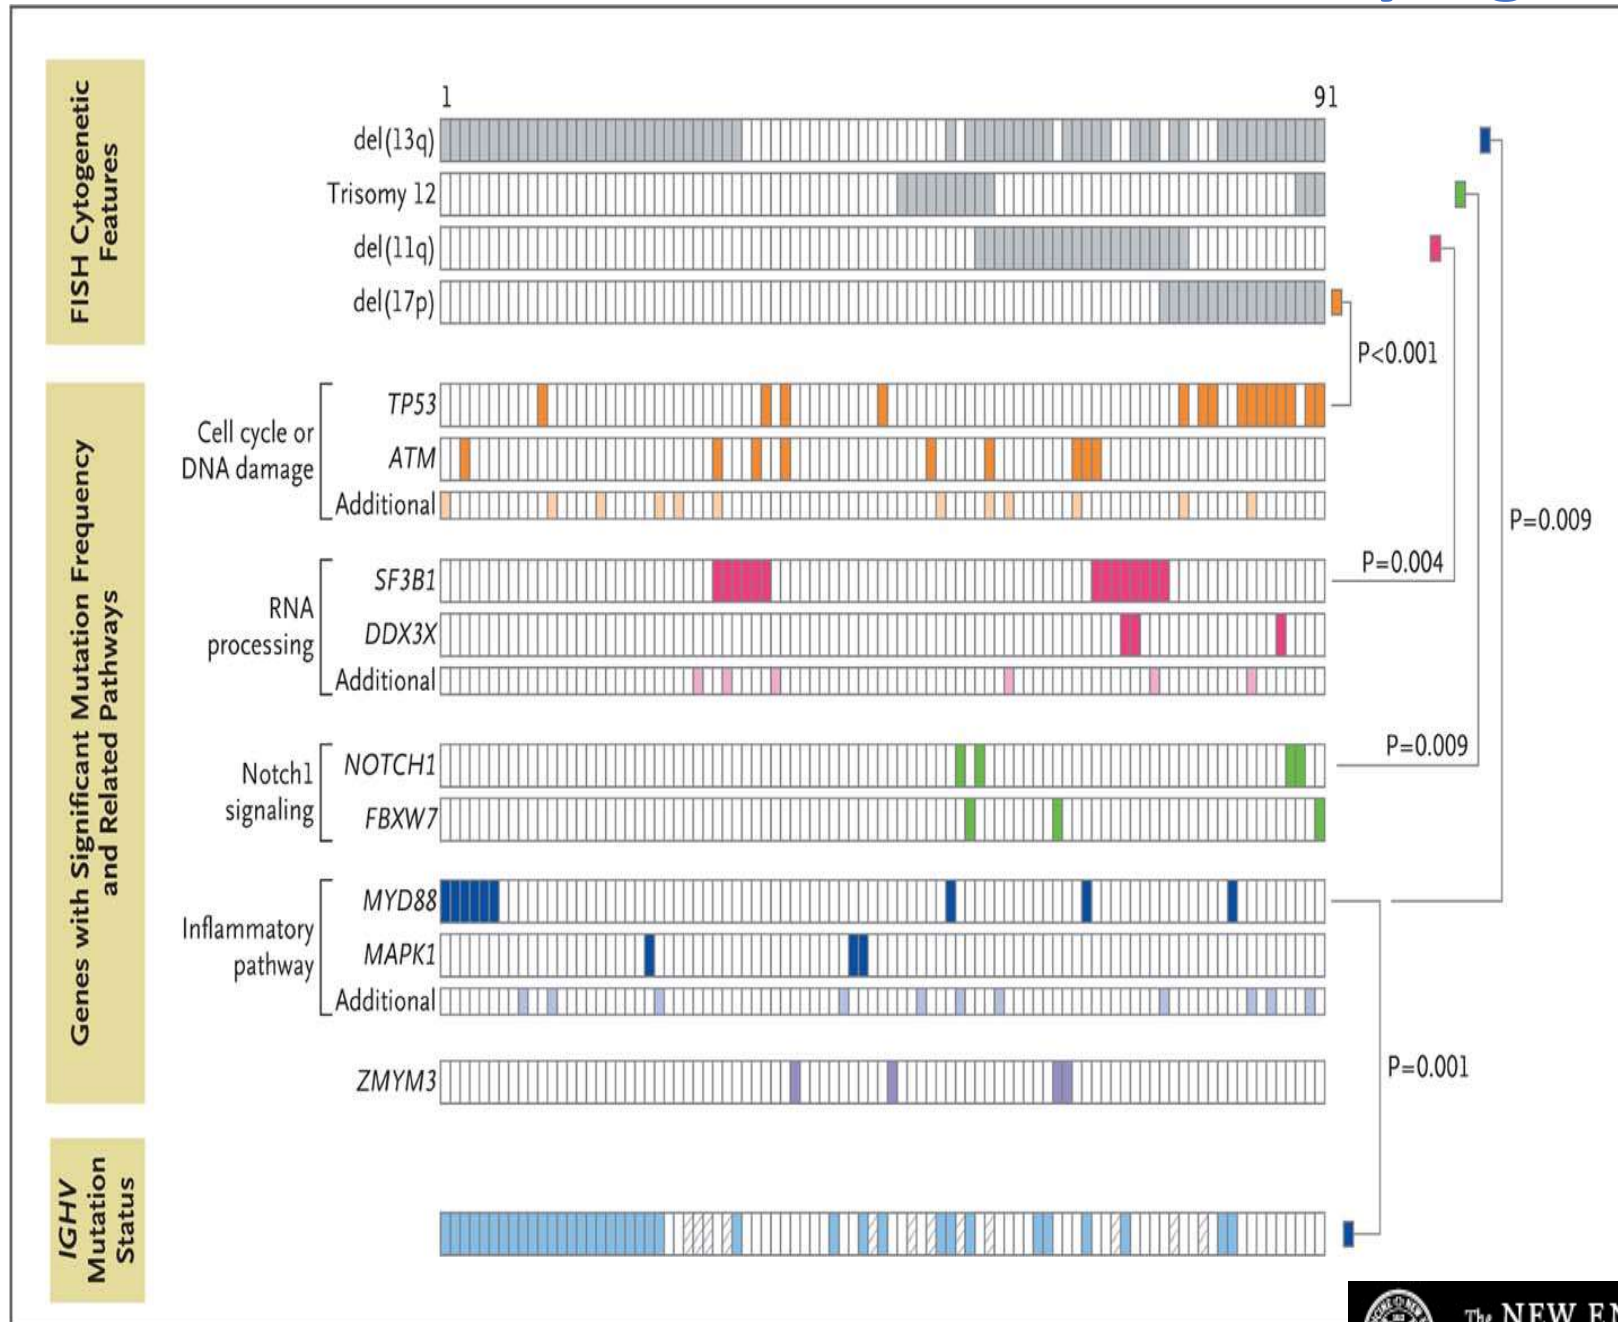 1 91
FISH Cytogenetic
Features
del(13q)
Trisomy 12
del(11q)
del(17p)
P<0.001
Genes with Significant Mutation Frequency
and Related Pathways
Cell cycle or
DNA damage
TP53
ATM
Additional
P=0.009
RNA
processing
SF3B1
P=0.004
DDX3X
Additional
Notch1
signaling
NOTCH1
P=0.009
FBXW7
Inflammatory
pathway
MYD88
MAPK1
Additional
ZMYM3
P=0.001
IGHV
Mutation
Status
The NEW EN